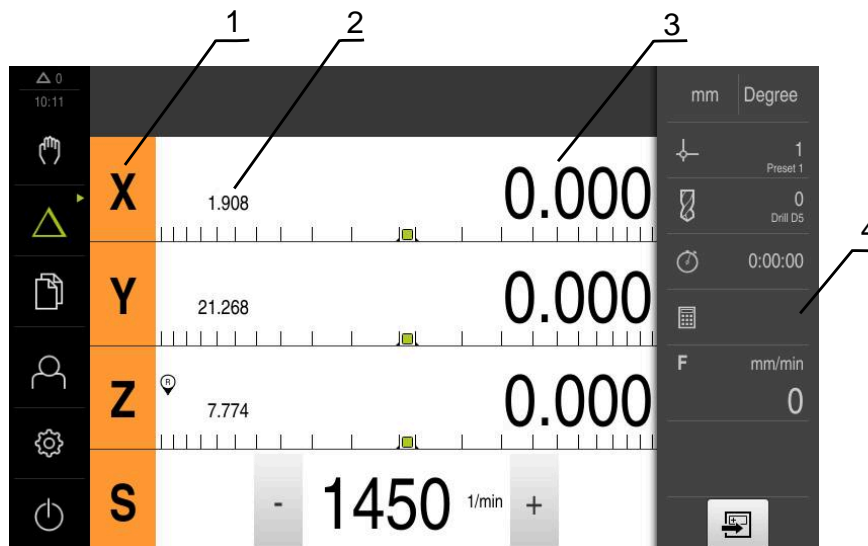 1 2 3
0
10:11
mm Degree
X 1.908 0.000
1
Preset 1
0
Drill D5
4
Y 21.268 0.000
0:00:00
Z R 7.774 0.000
F mm/min
0
S - 1450 1/min +